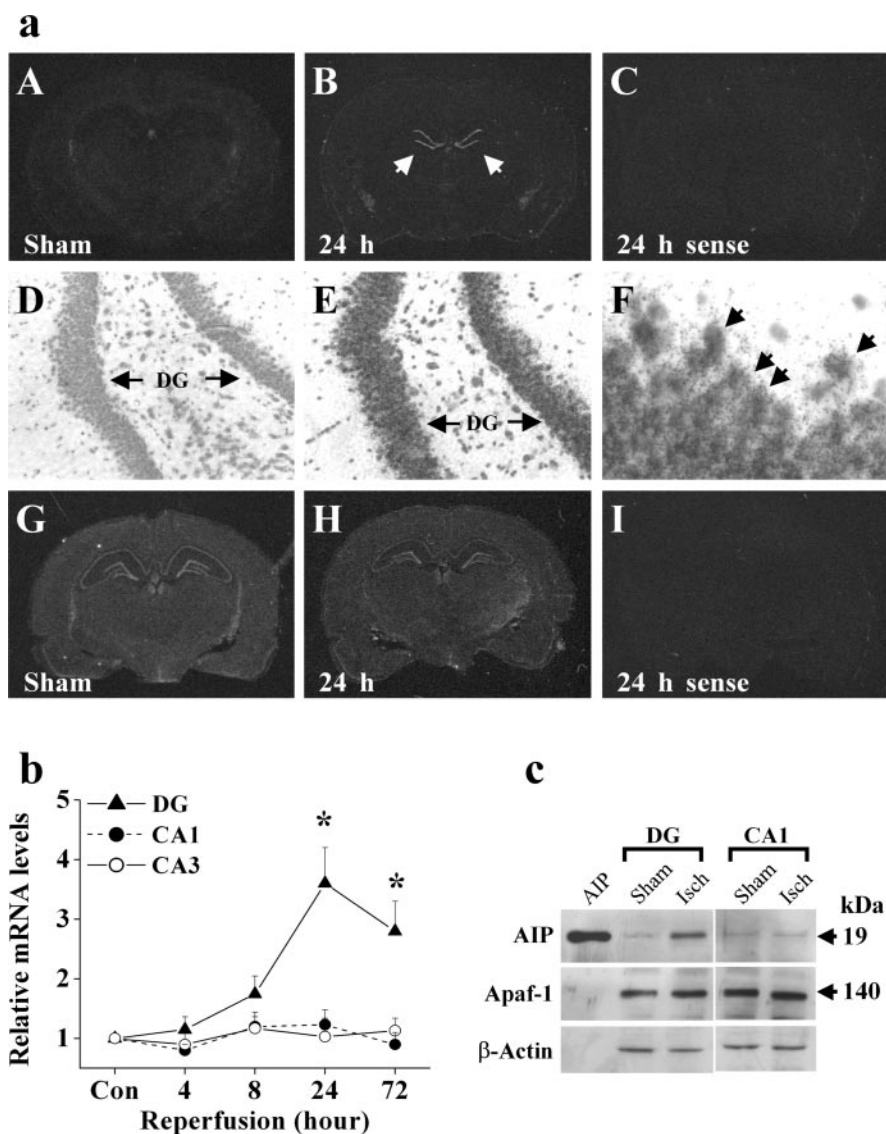 a
A
B
C
Sham
24 h
24 h sense
D
E
F
DG
DG
G
H
I
Sham
24 h
24 h sense
b
5
4
3
2
1
DG
CA1
CA3
*
*
Relative mRNA levels
Con 4 8 24 72
Reperfusion (hour)
c
DG CA1
AIP Sham Isch Sham Isch kDa
AIP 19
Apaf-1 140
β-Actin